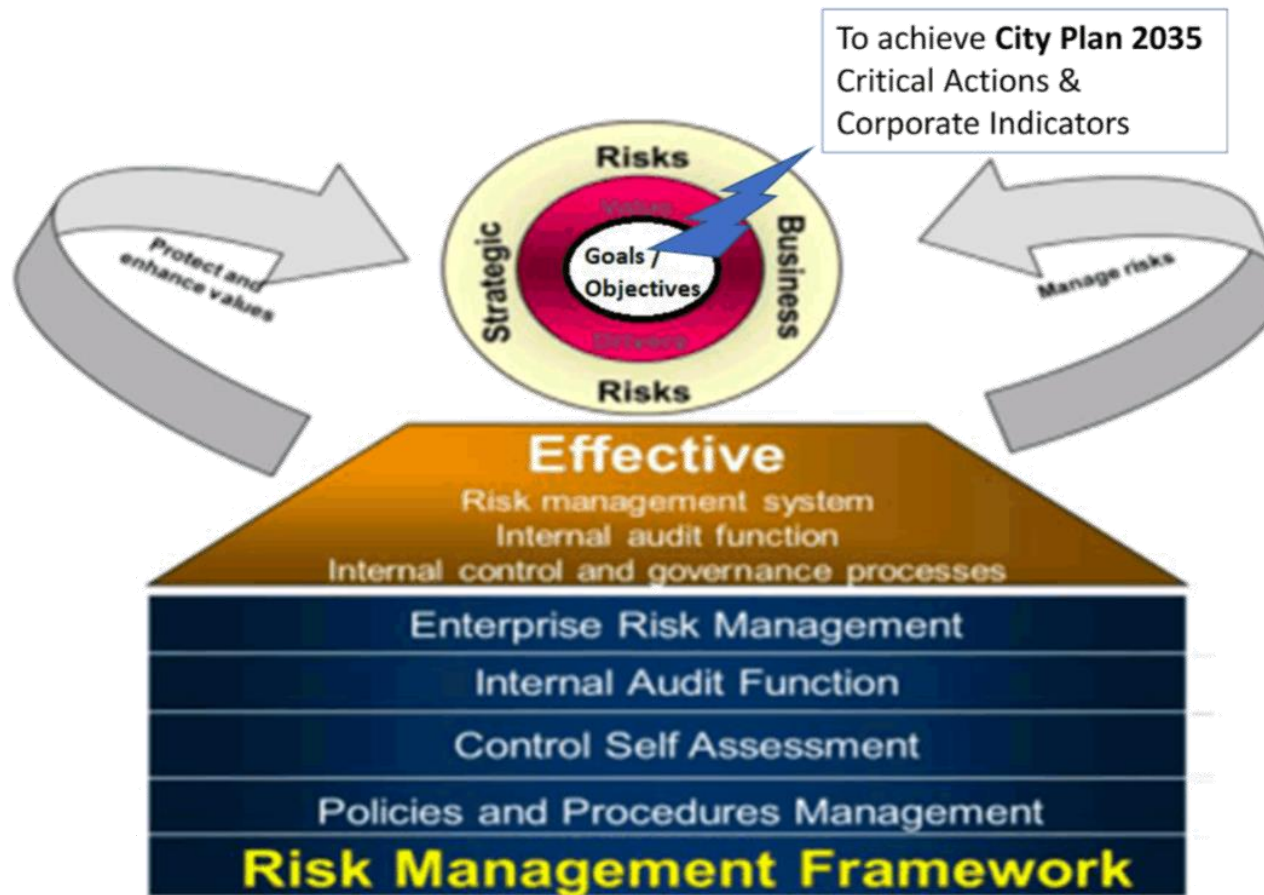 To achieve City Plan 2035
Critical Actions &
Corporate Indicators
Risks
Value
Strategic
Goals /
Objectives
Business
Drivers
Risks
Protect and
enhance values
Manage risks
Effective
Risk management system
Internal audit function
Internal control and governance processes
Enterprise Risk Management
Internal Audit Function
Control Self Assessment
Policies and Procedures Management
Risk Management Framework